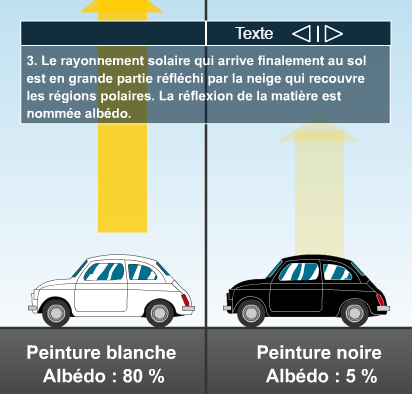 Texte
3. Le rayonnement solaire qui arrive finalement au sol
est en grande partie réfléchi par la neige qui recouvre
les régions polaires. La réflexion de la matière est
nommée albédo.
Peinture blanche
Albédo : 80 %
Peinture noire
Albédo : 5 %